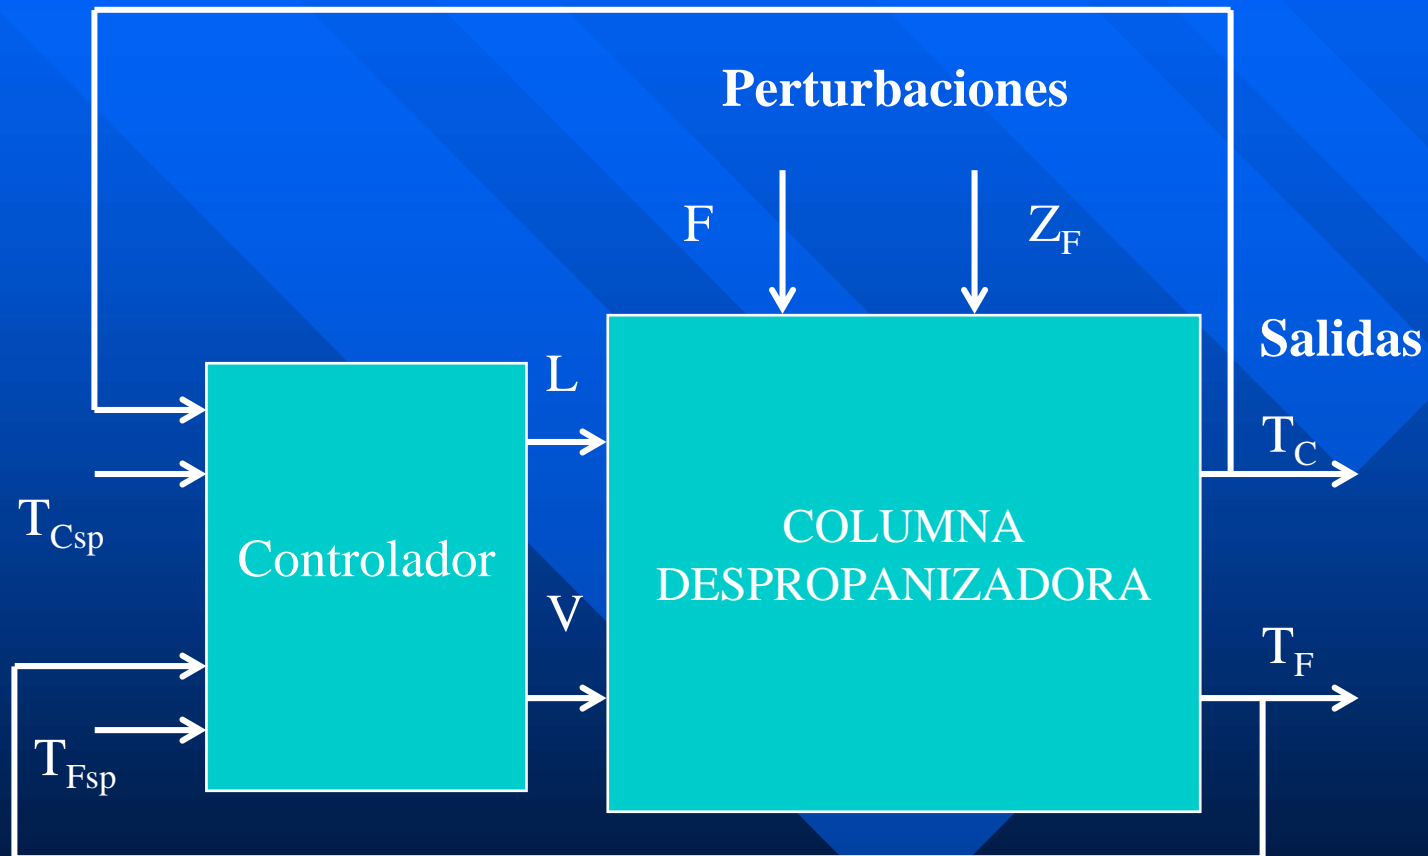 Perturbaciones
F
Z_F
Salidas
L
T_C
T_Csp
Controlador
COLUMNA
DESPROPANIZADORA
V
T_F
T_Fsp